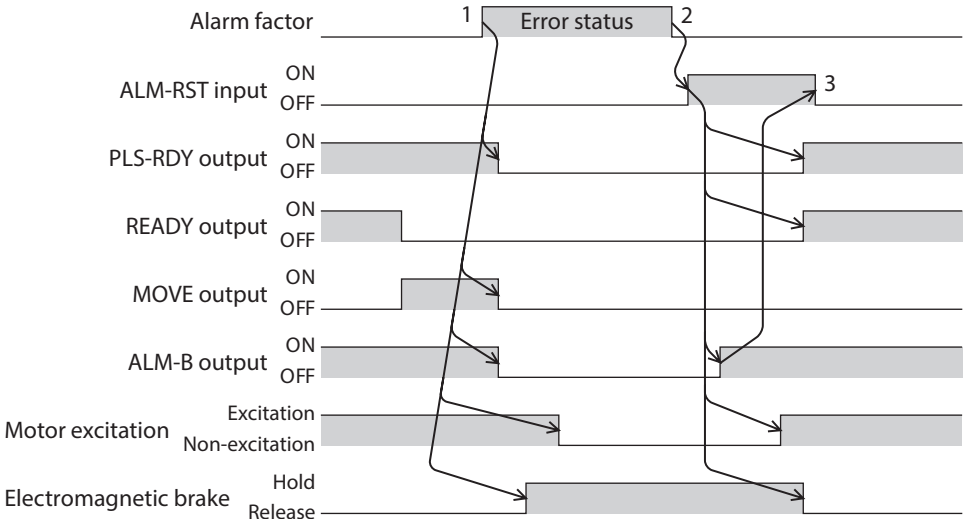 Alarm factor 1 Error status 2
ALM-RST input ON OFF 3
PLS-RDY output ON OFF
READY output ON OFF
MOVE output ON OFF
ALM-B output ON OFF
Motor excitation Excitation Non-excitation
Electromagnetic brake Hold Release